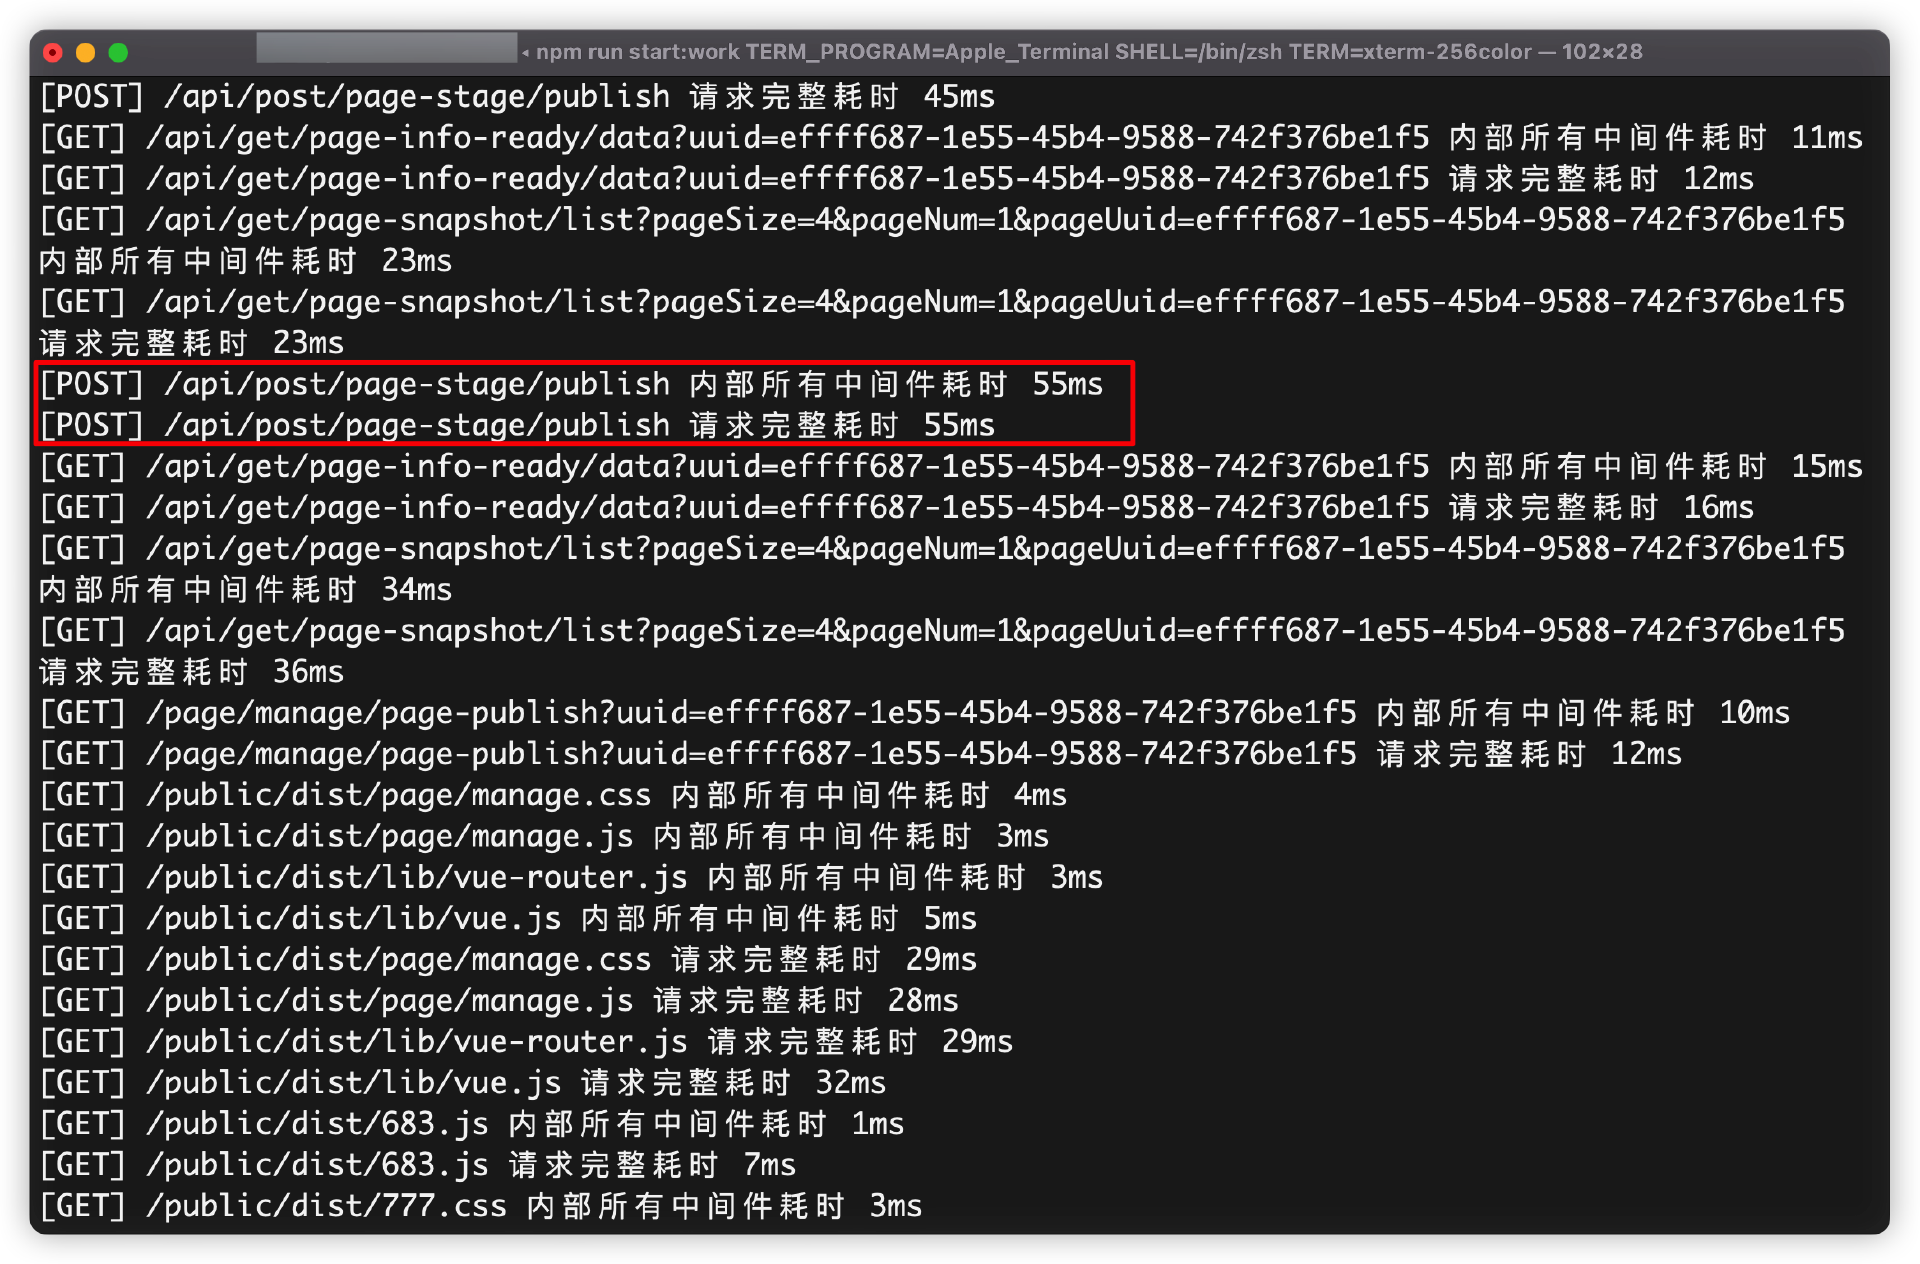 npm run start:work TERM_PROGRAM=Apple_Terminal SHELL=/bin/zsh TERM=xterm-256color — 102×28
[POST] /api/post/page-stage/publish 请求完整耗时 45ms
[GET] /api/get/page-info-ready/data?uuid=effff687-1e55-45b4-9588-742f376be1f5 内部所有中间件耗时 11ms
[GET] /api/get/page-info-ready/data?uuid=effff687-1e55-45b4-9588-742f376be1f5 请求完整耗时 12ms
[GET] /api/get/page-snapshot/list?pageSize=4&pageNum=1&pageUuid=effff687-1e55-45b4-9588-742f376be1f5
内部所有中间件耗时 23ms
[GET] /api/get/page-snapshot/list?pageSize=4&pageNum=1&pageUuid=effff687-1e55-45b4-9588-742f376be1f5
请求完整耗时 23ms
[POST] /api/post/page-stage/publish 内部所有中间件耗时 55ms
[POST] /api/post/page-stage/publish 请求完整耗时 55ms
[GET] /api/get/page-info-ready/data?uuid=effff687-1e55-45b4-9588-742f376be1f5 内部所有中间件耗时 15ms
[GET] /api/get/page-info-ready/data?uuid=effff687-1e55-45b4-9588-742f376be1f5 请求完整耗时 16ms
[GET] /api/get/page-snapshot/list?pageSize=4&pageNum=1&pageUuid=effff687-1e55-45b4-9588-742f376be1f5
内部所有中间件耗时 34ms
[GET] /api/get/page-snapshot/list?pageSize=4&pageNum=1&pageUuid=effff687-1e55-45b4-9588-742f376be1f5
请求完整耗时 36ms
[GET] /page/manage/page-publish?uuid=effff687-1e55-45b4-9588-742f376be1f5 内部所有中间件耗时 10ms
[GET] /page/manage/page-publish?uuid=effff687-1e55-45b4-9588-742f376be1f5 请求完整耗时 12ms
[GET] /public/dist/page/manage.css 内部所有中间件耗时 4ms
[GET] /public/dist/page/manage.js 内部所有中间件耗时 3ms
[GET] /public/dist/lib/vue-router.js 内部所有中间件耗时 3ms
[GET] /public/dist/lib/vue.js 内部所有中间件耗时 5ms
[GET] /public/dist/page/manage.css 请求完整耗时 29ms
[GET] /public/dist/page/manage.js 请求完整耗时 28ms
[GET] /public/dist/lib/vue-router.js 请求完整耗时 29ms
[GET] /public/dist/lib/vue.js 请求完整耗时 32ms
[GET] /public/dist/683.js 内部所有中间件耗时 1ms
[GET] /public/dist/683.js 请求完整耗时 7ms
[GET] /public/dist/777.css 内部所有中间件耗时 3ms